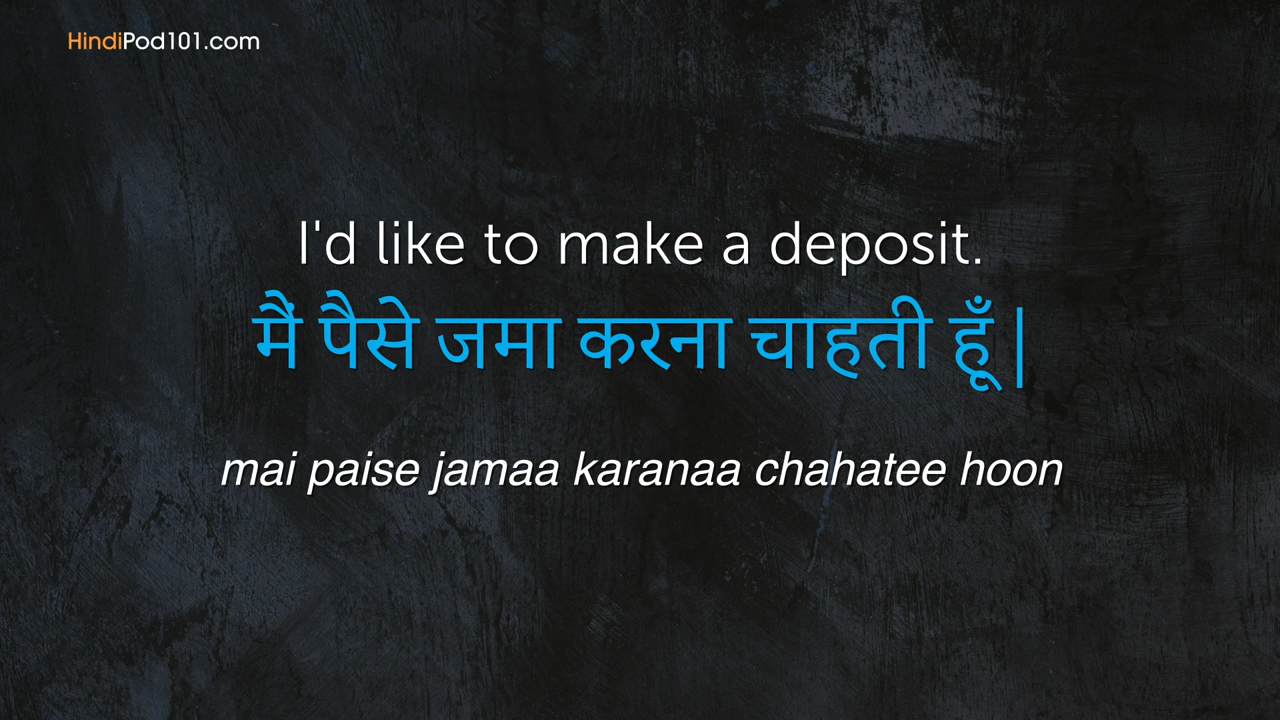 HindiPod101.com
I'd like to make a deposit.
मैं पैसे जमा करना चाहती हूँ |
mai paise jamaa karanaa chahatee hoon